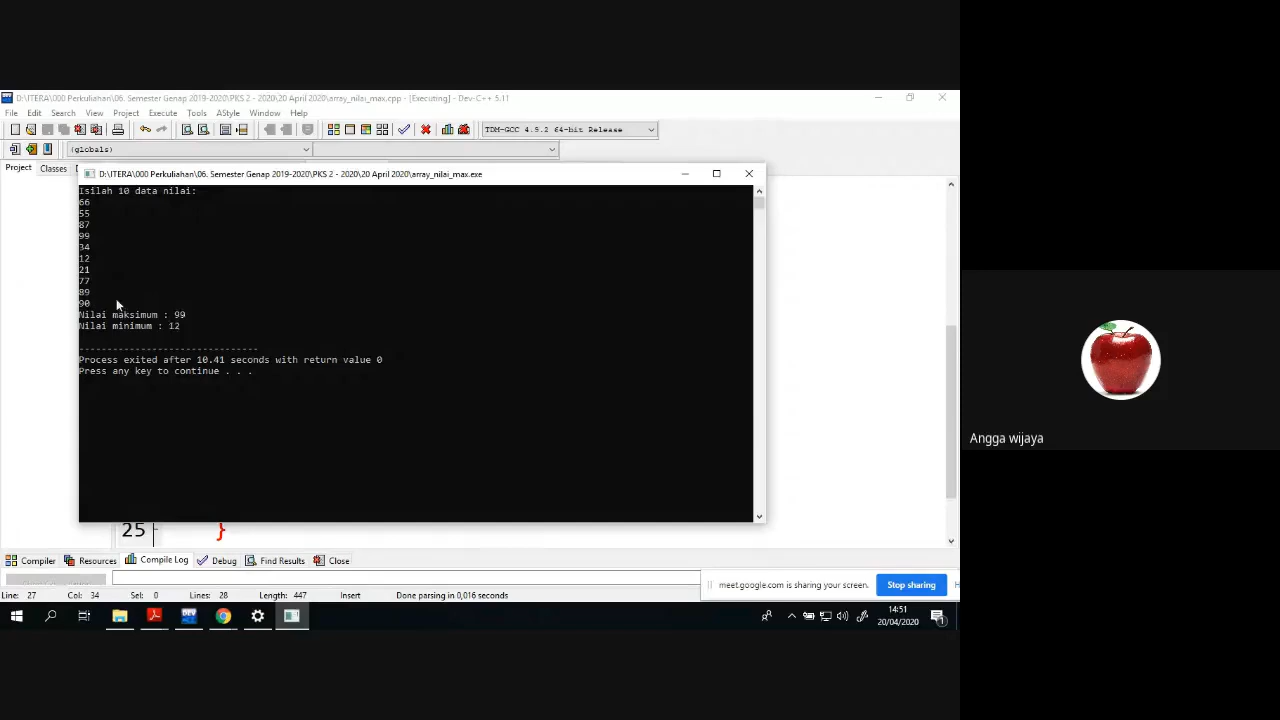 D:\ITERA\000 Perkuliahan\06. Semester Genap 2019-2020\PKS 2 - 2020\20 April 2020\array_nilai_max.cpp - [Executing] - Dev-C++ 5.11
File Edit Search View Project Execute Tools AStyle Window Help
TDM-GCC 4.9.2 64-bit Release
(globals)
Project Classes
D:\ITERA\000 Perkuliahan\06. Semester Genap 2019-2020\PKS 2 - 2020\20 April 2020\array_nilai_max.exe
Isilah 10 data nilai:
66
55
87
99
34
12
21
77
89
90
Nilai maksimum : 99
Nilai minimum : 12
------------------------------
Process exited after 10.41 seconds with return value 0
Press any key to continue . . .
25 }
Compiler Resources Compile Log Debug Find Results Close
meet.google.com is sharing your screen. Stop sharing
Line: 27 Col: 34 Sel: 0 Lines: 28 Length: 447 Insert Done parsing in 0,016 seconds
DEV
14:51
20/04/2020
1
Angga wijaya